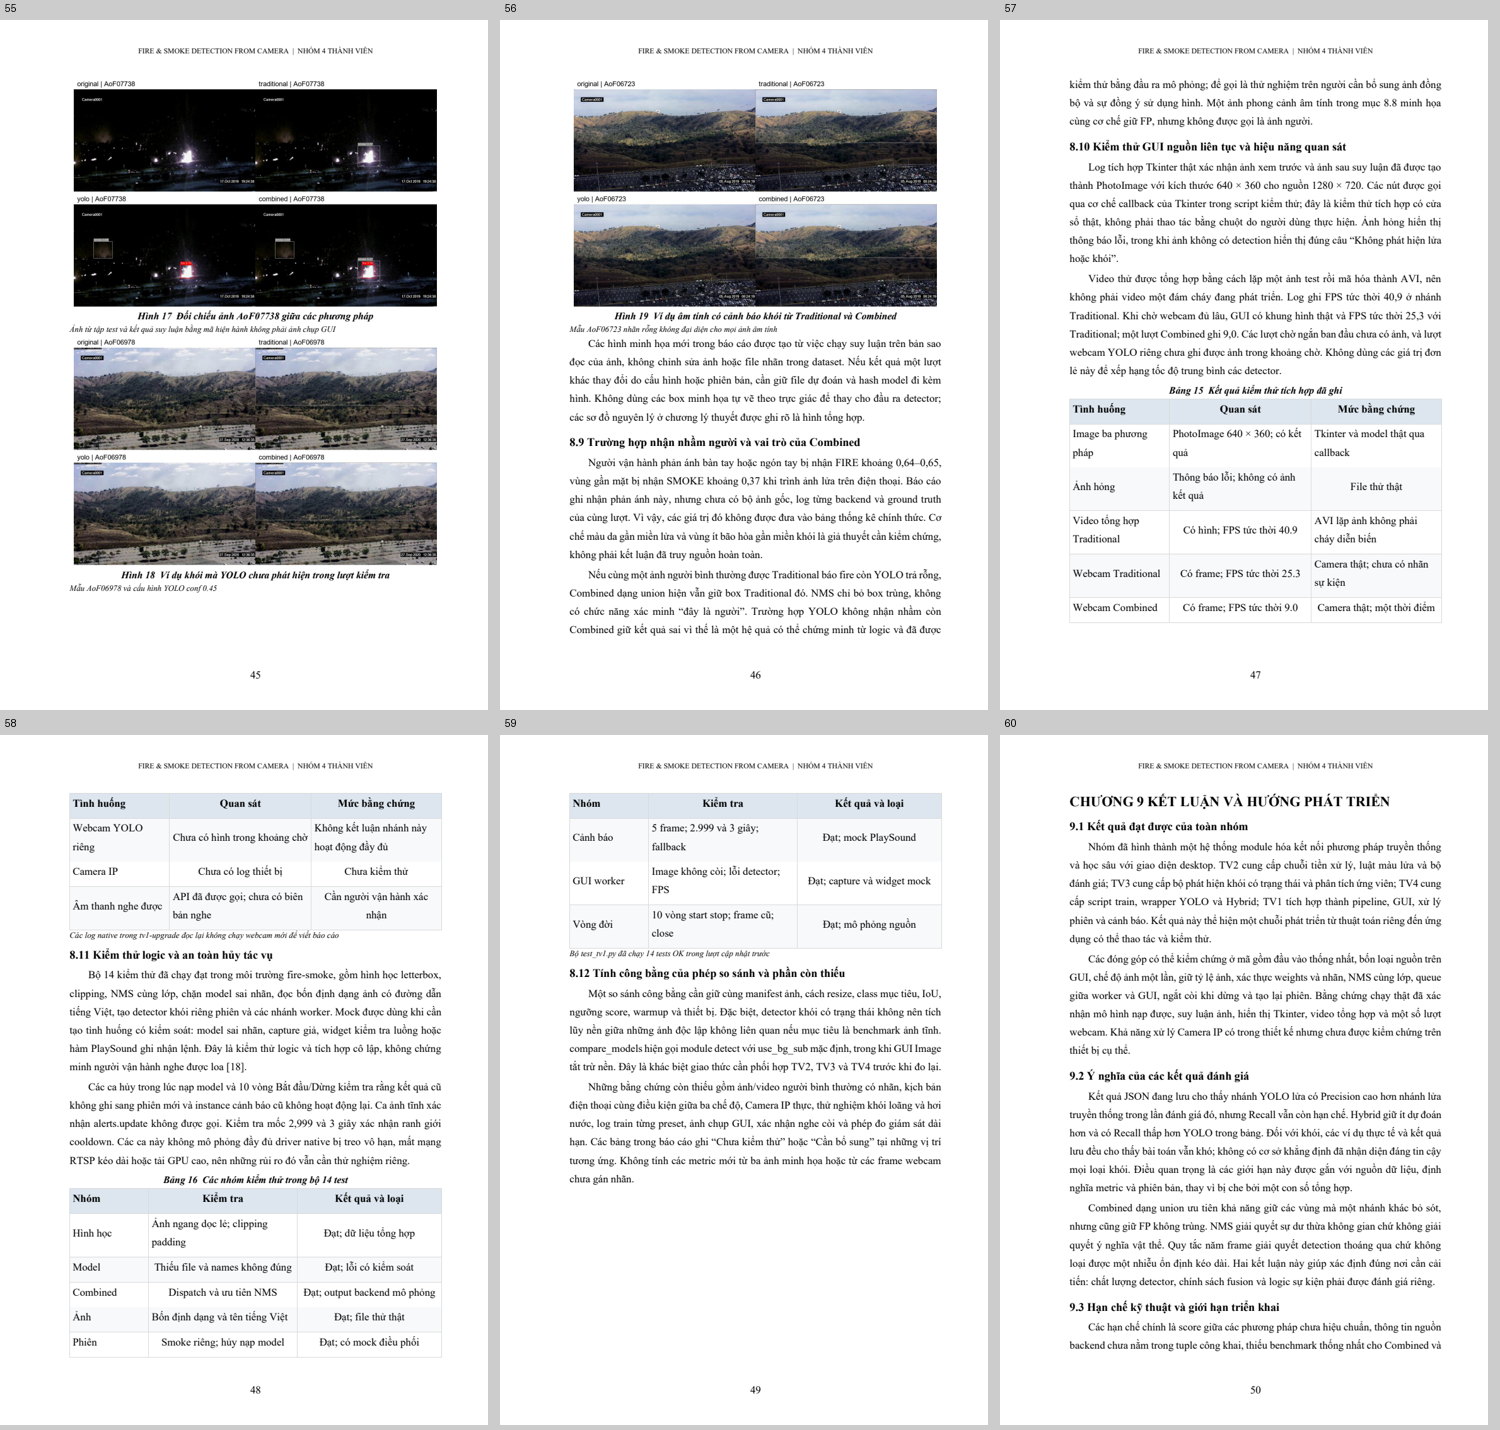 55
FIRE & SMOKE DETECTION FROM CAMERA | NHÓM 4 THÀNH VIÊN
original | AoF07738
traditional | AoF07738
yolo | AoF07738
combined | AoF07738
Hình 17 Đối chiếu ảnh AoF07738 giữa các phương pháp
Ảnh từ tập test và kết quả suy luận bằng mã hiện hành không phải ảnh chụp GUI
original | AoF06978
traditional | AoF06978
yolo | AoF06978
combined | AoF06978
Hình 18 Ví dụ khói mà YOLO chưa phát hiện trong lượt kiểm tra
Mẫu AoF06978 và cấu hình YOLO conf 0.45
45
56
FIRE & SMOKE DETECTION FROM CAMERA | NHÓM 4 THÀNH VIÊN
original | AoF06723
traditional | AoF06723
yolo | AoF06723
combined | AoF06723
Hình 19 Ví dụ âm tính có cảnh báo khói từ Traditional và Combined
Mẫu AoF06723 nhãn rỗng không đại diện cho mọi ảnh âm tính
Các hình minh họa mới trong báo cáo được tạo từ việc chạy suy luận trên bản sao
đọc của ảnh, không chỉnh sửa ảnh hoặc file nhãn trong dataset. Nếu kết quả một lượt
khác thay đổi do cấu hình hoặc phiên bản, cần giữ file dự đoán và hash model đi kèm
hình. Không dùng các box minh họa tự vẽ theo trực giác để thay cho đầu ra detector;
các sơ đồ nguyên lý ở chương lý thuyết được ghi rõ là hình tổng hợp.
8.9 Trường hợp nhận nhầm người và vai trò của Combined
Người vận hành phản ánh bàn tay hoặc ngón tay bị nhận FIRE khoảng 0,64–0,65,
vùng gần mặt bị nhận SMOKE khoảng 0,37 khi trình ảnh lửa trên điện thoại. Báo cáo
ghi nhận phản ánh này, nhưng chưa có bộ ảnh gốc, log từng backend và ground truth
của cùng lượt. Vì vậy, các giá trị đó không được đưa vào bảng thống kê chính thức. Cơ
chế màu da gần miền lửa và vùng ít bão hòa gần miền khói là giả thuyết cần kiểm chứng,
không phải kết luận đã truy nguồn hoàn toàn.
Nếu cùng một ảnh người bình thường được Traditional báo fire còn YOLO trả rỗng,
Combined dạng union hiện vẫn giữ box Traditional đó. NMS chỉ bỏ box trùng, không
có chức năng xác minh “đây là người”. Trường hợp YOLO không nhận nhầm còn
Combined giữ kết quả sai vì thế là một hệ quả có thể chứng minh từ logic và đã được
46
57
FIRE & SMOKE DETECTION FROM CAMERA | NHÓM 4 THÀNH VIÊN
kiểm thử bằng đầu ra mô phỏng; để gọi là thử nghiệm trên người cần bổ sung ảnh đồng
bộ và sự đồng ý sử dụng hình. Một ảnh phong cảnh âm tính trong mục 8.8 minh họa
cùng cơ chế giữ FP, nhưng không được gọi là ảnh người.
8.10 Kiểm thử GUI nguồn liên tục và hiệu năng quan sát
Log tích hợp Tkinter thật xác nhận ảnh xem trước và ảnh sau suy luận đã được tạo
thành PhotoImage với kích thước 640 × 360 cho nguồn 1280 × 720. Các nút được gọi
qua cơ chế callback của Tkinter trong script kiểm thử; đây là kiểm thử tích hợp có cửa
sổ thật, không phải thao tác bằng chuột do người dùng thực hiện. Ảnh hỏng hiển thị
thông báo lỗi, trong khi ảnh không có detection hiển thị đúng câu “Không phát hiện lửa
hoặc khói”.
Video thử được tổng hợp bằng cách lặp một ảnh test rồi mã hóa thành AVI, nên
không phải video một đám cháy đang phát triển. Log ghi FPS tức thời 40,9 ở nhánh
Traditional. Khi chờ webcam đủ lâu, GUI có khung hình thật và FPS tức thời 25,3 với
Traditional; một lượt Combined ghi 9,0. Các lượt chờ ngắn ban đầu chưa có ảnh, và lượt
webcam YOLO riêng chưa ghi được ảnh trong khoảng chờ. Không dùng các giá trị đơn
lẻ này để xếp hạng tốc độ trung bình các detector.
Bảng 15 Kết quả kiểm thử tích hợp đã ghi
Tình huống	Quan sát	Mức bằng chứng
Image ba phương pháp	PhotoImage 640 × 360; có kết quả	Tkinter và model thật qua callback
Ảnh hỏng	Thông báo lỗi; không có ảnh kết quả	File thử thật
Video tổng hợp Traditional	Có hình; FPS tức thời 40.9	AVI lặp ảnh không phải cháy diễn biến
Webcam Traditional	Có frame; FPS tức thời 25.3	Camera thật; chưa có nhãn sự kiện
Webcam Combined	Có frame; FPS tức thời 9.0	Camera thật; một thời điểm
47
58
FIRE & SMOKE DETECTION FROM CAMERA | NHÓM 4 THÀNH VIÊN
Tình huống	Quan sát	Mức bằng chứng
Webcam YOLO riêng	Chưa có hình trong khoảng chờ	Không kết luận nhánh này hoạt động đầy đủ
Camera IP	Chưa có log thiết bị	Chưa kiểm thử
Âm thanh nghe được	API đã được gọi; chưa có biên bản nghe	Cần người vận hành xác nhận
Các log native trong tv1-upgrade đọc lại không chạy webcam mới để viết báo cáo
8.11 Kiểm thử logic và an toàn hủy tác vụ
Bộ 14 kiểm thử đã chạy đạt trong môi trường fire-smoke, gồm hình học letterbox,
clipping, NMS cùng lớp, chặn model sai nhãn, đọc bốn định dạng ảnh có đường dẫn
tiếng Việt, tạo detector khói riêng phiên và các nhánh worker. Mock được dùng khi cần
tạo tình huống có kiểm soát: model sai nhãn, capture giả, widget kiểm tra luồng hoặc
hàm PlaySound ghi nhận lệnh. Đây là kiểm thử logic và tích hợp cô lập, không chứng
minh người vận hành nghe được loa [18].
Các ca hủy trong lúc nạp model và 10 vòng Bắt đầu/Dừng kiểm tra rằng kết quả cũ
không ghi sang phiên mới và instance cảnh báo cũ không hoạt động lại. Ca ảnh tĩnh xác
nhận alerts.update không được gọi. Kiểm tra mốc 2,999 và 3 giây xác nhận ranh giới
cooldown. Các ca này không mô phỏng đầy đủ driver native bị treo vô hạn, mất mạng
RTSP kéo dài hoặc tải GPU cao, nên những rủi ro đó vẫn cần thử nghiệm riêng.
Bảng 16 Các nhóm kiểm thử trong bộ 14 test
Nhóm	Kiểm tra	Kết quả và loại
Hình học	Ảnh ngang dọc lẻ; clipping padding	Đạt; dữ liệu tổng hợp
Model	Thiếu file và names không đúng	Đạt; lỗi có kiểm soát
Combined	Dispatch và ưu tiên NMS	Đạt; output backend mô phỏng
Ảnh	Bốn định dạng và tên tiếng Việt	Đạt; file thử thật
Phiên	Smoke riêng; hủy nạp model	Đạt; có mock điều phối
48
59
FIRE & SMOKE DETECTION FROM CAMERA | NHÓM 4 THÀNH VIÊN
Nhóm	Kiểm tra	Kết quả và loại
Cảnh báo	5 frame; 2.999 và 3 giây; fallback	Đạt; mock PlaySound
GUI worker	Image không còi; lỗi detector; FPS	Đạt; capture và widget mock
Vòng đời	10 vòng start stop; frame cũ; close	Đạt; mô phỏng nguồn
Bộ test_tv1.py đã chạy 14 tests OK trong lượt cập nhật trước
8.12 Tính công bằng của phép so sánh và phần còn thiếu
Một so sánh công bằng cần giữ cùng manifest ảnh, cách resize, class mục tiêu, IoU,
ngưỡng score, warmup và thiết bị. Đặc biệt, detector khói có trạng thái không nên tích
lũy nền giữa những ảnh độc lập không liên quan nếu mục tiêu là benchmark ảnh tĩnh.
compare_models hiện gọi module detect với use_bg_sub mặc định, trong khi GUI Image
tắt trừ nền. Đây là khác biệt giao thức cần phối hợp TV2, TV3 và TV4 trước khi đo lại.
Những bằng chứng còn thiếu gồm ảnh/video người bình thường có nhãn, kịch bản
điện thoại cùng điều kiện giữa ba chế độ, Camera IP thực, thử nghiệm khói loãng và hơi
nước, log train từng preset, ảnh chụp GUI, xác nhận nghe còi và phép đo giám sát dài
hạn. Các bảng trong báo cáo ghi “Chưa kiểm thử” hoặc “Cần bổ sung” tại những vị trí
tương ứng. Không tính các metric mới từ ba ảnh minh họa hoặc từ các frame webcam
chưa gán nhãn.
49
60
FIRE & SMOKE DETECTION FROM CAMERA | NHÓM 4 THÀNH VIÊN
CHƯƠNG 9 KẾT LUẬN VÀ HƯỚNG PHÁT TRIỂN
9.1 Kết quả đạt được của toàn nhóm
Nhóm đã hình thành một hệ thống module hóa kết nối phương pháp truyền thống
và học sâu với giao diện desktop. TV2 cung cấp chuỗi tiền xử lý, luật màu lửa và bộ
đánh giá; TV3 cung cấp bộ phát hiện khói có trạng thái và phân tích ứng viên; TV4 cung
cấp script train, wrapper YOLO và Hybrid; TV1 tích hợp thành pipeline, GUI, xử lý
phiên và cảnh báo. Kết quả này thể hiện một chuỗi phát triển từ thuật toán riêng đến ứng
dụng có thể thao tác và kiểm thử.
Các đóng góp có thể kiểm chứng ở mã gồm đầu vào thống nhất, bốn loại nguồn trên
GUI, chế độ ảnh một lần, giữ tỷ lệ ảnh, xác thực weights và nhãn, NMS cùng lớp, queue
giữa worker và GUI, ngắt còi khi dừng và tạo lại phiên. Bằng chứng chạy thật đã xác
nhận mô hình nạp được, suy luận ảnh, hiển thị Tkinter, video tổng hợp và một số lượt
webcam. Khả năng xử lý Camera IP có trong thiết kế nhưng chưa được kiểm chứng trên
thiết bị cụ thể.
9.2 Ý nghĩa của các kết quả đánh giá
Kết quả JSON đang lưu cho thấy nhánh YOLO lửa có Precision cao hơn nhánh lửa
truyền thống trong lần đánh giá đó, nhưng Recall vẫn còn hạn chế. Hybrid giữ ít dự đoán
hơn và có Recall thấp hơn YOLO trong bảng. Đối với khói, các ví dụ thực tế và kết quả
lưu đều cho thấy bài toán vẫn khó; không có cơ sở khẳng định đã nhận diện đáng tin cậy
mọi loại khói. Điều quan trọng là các giới hạn này được gắn với nguồn dữ liệu, định
nghĩa metric và phiên bản, thay vì bị che bởi một con số tổng hợp.
Combined dạng union ưu tiên khả năng giữ các vùng mà một nhánh khác bỏ sót,
nhưng cũng giữ FP không trùng. NMS giải quyết sự dư thừa không gian chứ không giải
quyết ý nghĩa vật thể. Quy tắc năm frame giải quyết detection thoáng qua chứ không
loại được một nhiễu ổn định kéo dài. Hai kết luận này giúp xác định đúng nơi cần cải
tiến: chất lượng detector, chính sách fusion và logic sự kiện phải được đánh giá riêng.
9.3 Hạn chế kỹ thuật và giới hạn triển khai
Các hạn chế chính là score giữa các phương pháp chưa hiệu chuẩn, thông tin nguồn
backend chưa nằm trong tuple công khai, thiếu benchmark thống nhất cho Combined và
50